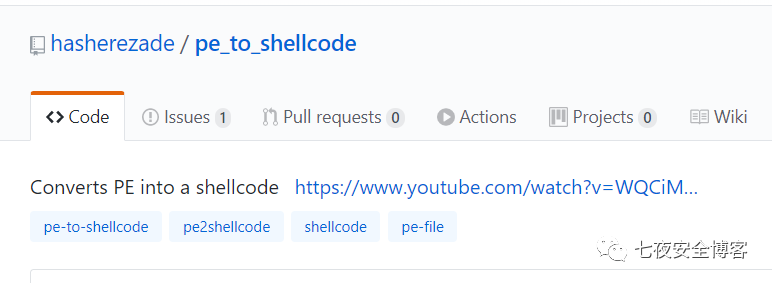 hasherezade / pe_to_shellcode
Code Issues 1 Pull requests 0 Actions Projects 0 Wiki
Converts PE into a shellcode https://www.youtube.com/watch?v=WQCiM...
pe-to-shellcode pe2shellcode shellcode pe-file
七夜安全博客